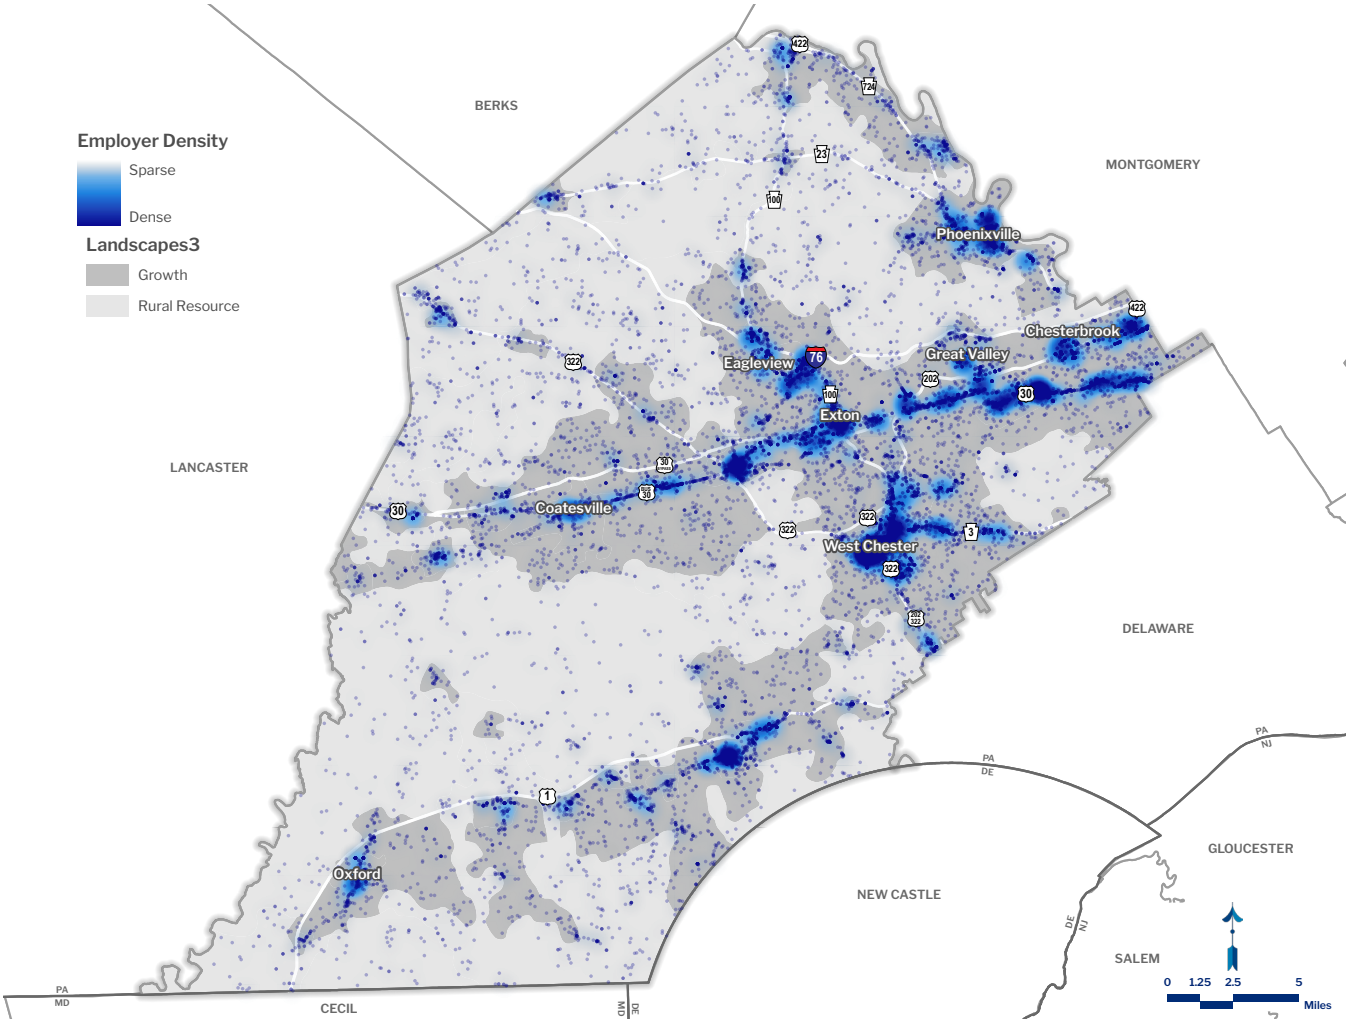 422
724
BERKS
Employer Density
Sparse
Dense
Landscapes3
Growth
Rural Resource
23
MONTGOMERY
100
Phoenixville
422
Chesterbrook
Great Valley
Eagleview
76
322
202
100
30
Exton
LANCASTER
30
BYPASS
BUS
30
30
Coatesville
322
322
3
West Chester
322
202
322
DELAWARE
PA
NJ
PA
DE
1
GLOUCESTER
Oxford
NEW CASTLE
DE
NJ
SALEM
0 1.25 2.5 5
Miles
PA
MD
CECIL
MD
DE